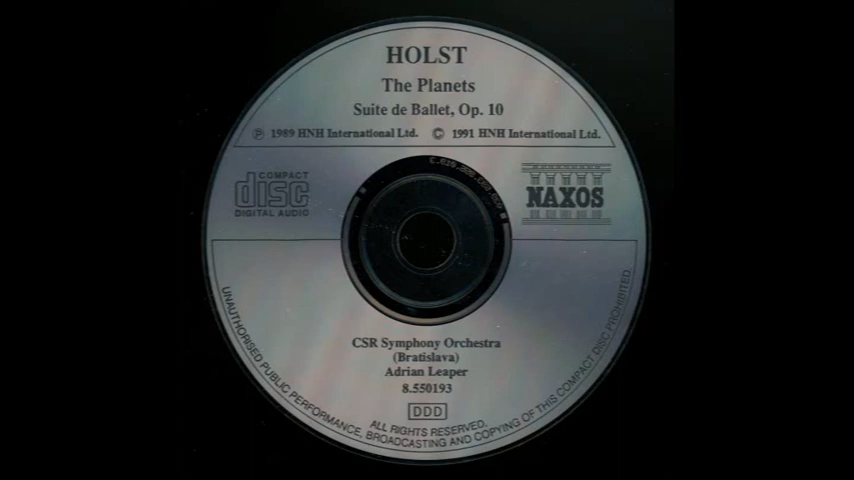 HOLST
The Planets
Suite de Ballet, Op. 10
Ⓟ 1989 HNH International Ltd. © 1991 HNH International Ltd.
COMPACT
disc
DIGITAL AUDIO
NAXOS
CSR Symphony Orchestra
(Bratislava)
Adrian Leaper
8.550193
DDD
ALL RIGHTS RESERVED.
UNAUTHORISED PUBLIC PERFORMANCE, BROADCASTING AND COPYING OF THIS COMPACT DISC PROHIBITED.